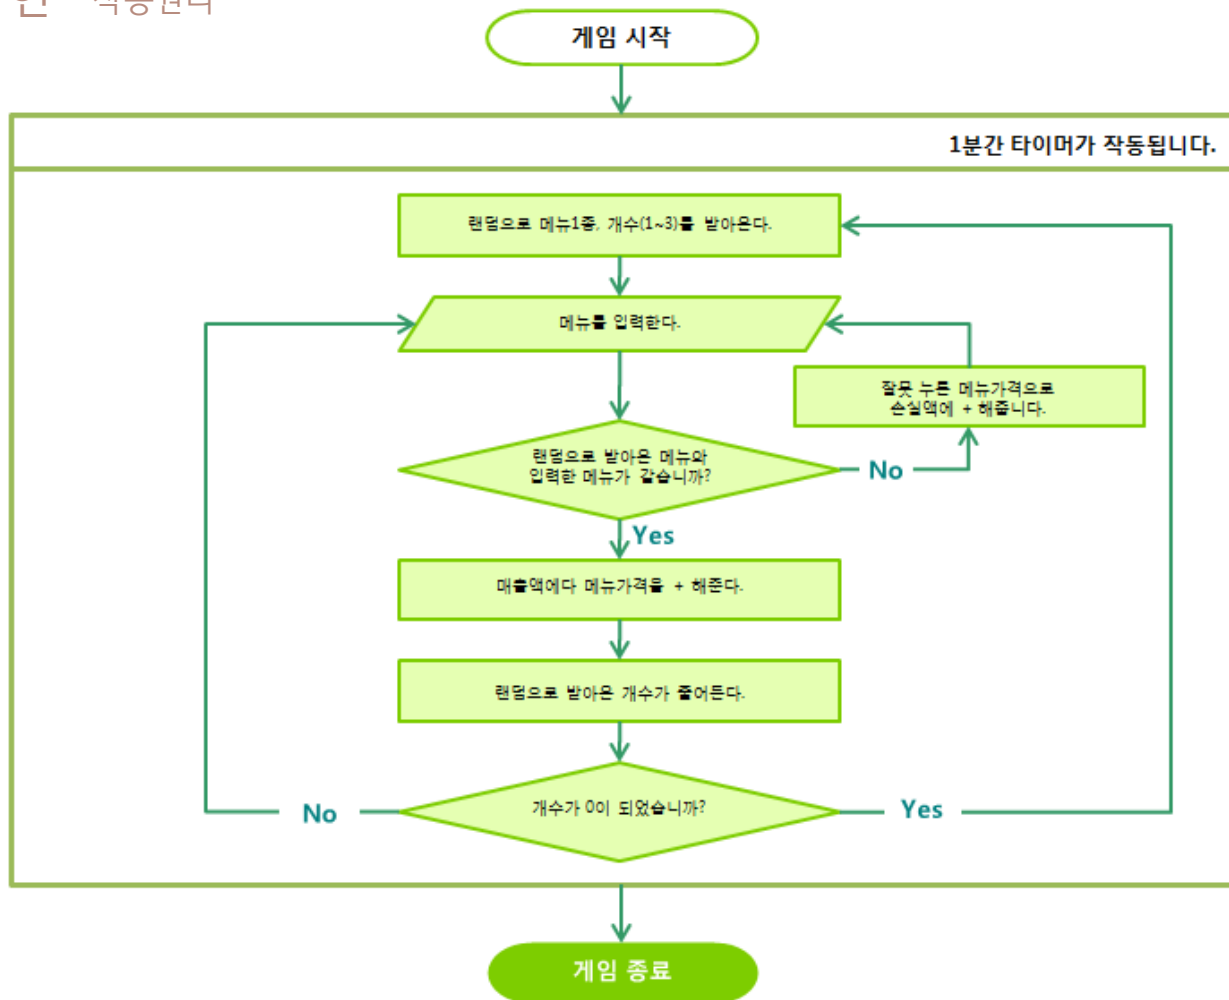 작동원리
게임 시작
1분간 타이머가 작동됩니다.
랜덤으로 메뉴1종, 개수(1~3)를 받아온다.
메뉴를 입력한다.
잘못 누른 메뉴가격으로
손실액에 + 해줍니다.
랜덤으로 받아온 메뉴와
입력한 메뉴가 같습니까?
No
Yes
매출액에다 메뉴가격을 + 해준다.
랜덤으로 받아온 개수가 줄어든다.
개수가 0이 되었습니까?
No
Yes
게임 종료